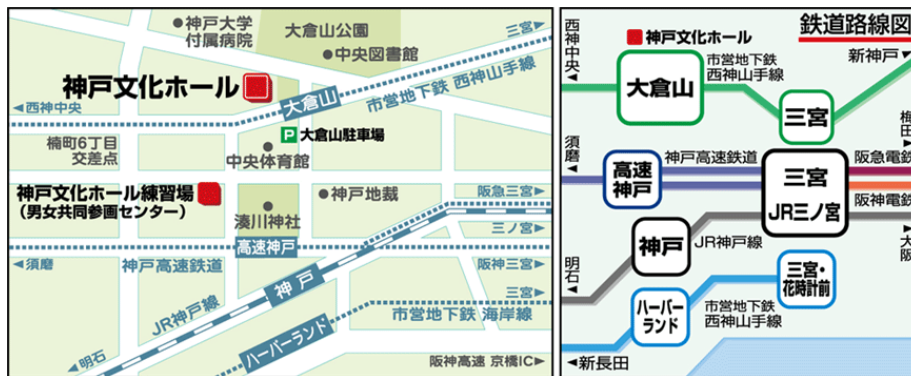 神戸大学
付属病院
大倉山公園
中央図書館
三宮▶
神戸文化ホール
大倉山
市営地下鉄 西神山手線
◀西神中央
P 大倉山駐車場
楠町6丁目
交差点
中央体育館
神戸文化ホール練習場
(男女共同参画センター)
神戸地裁
湊川神社
阪急三宮▶
三ノ宮▶
高速神戸
◀須磨
神戸高速鉄道
阪神三宮▶
神戸
三宮▶
JR神戸線
市営地下鉄 海岸線
ハーバーランド
◀明石
阪神高速 京橋IC▶
鉄道路線図
西神中央◀
神戸文化ホール
新神戸▶
大倉山
市営地下鉄
西神山手線
三宮
梅田▶
須磨◀
高速
神戸
神戸高速鉄道
三宮
JR三ノ宮
阪急電鉄
阪神電鉄
神戸
JR神戸線
大阪▶
明石◀
三宮・
花時計前
ハーバー
ランド
市営地下鉄
西神山手線
◀新長田